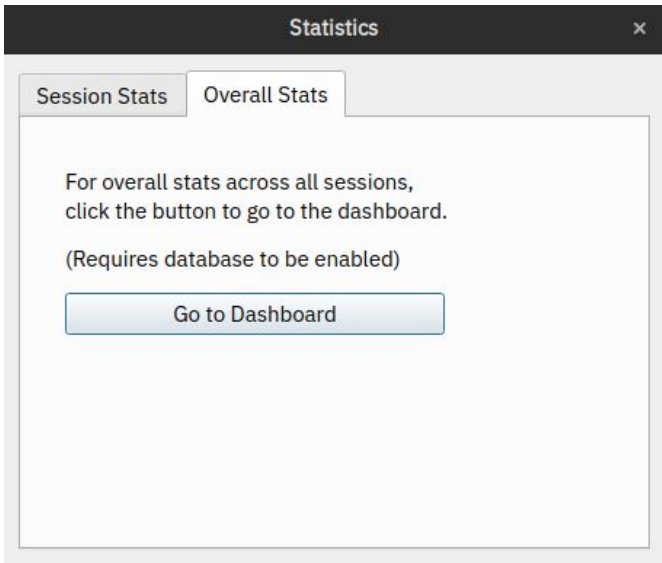 Statistics
×
Session Stats
Overall Stats
For overall stats across all sessions,
click the button to go to the dashboard.
(Requires database to be enabled)
Go to Dashboard